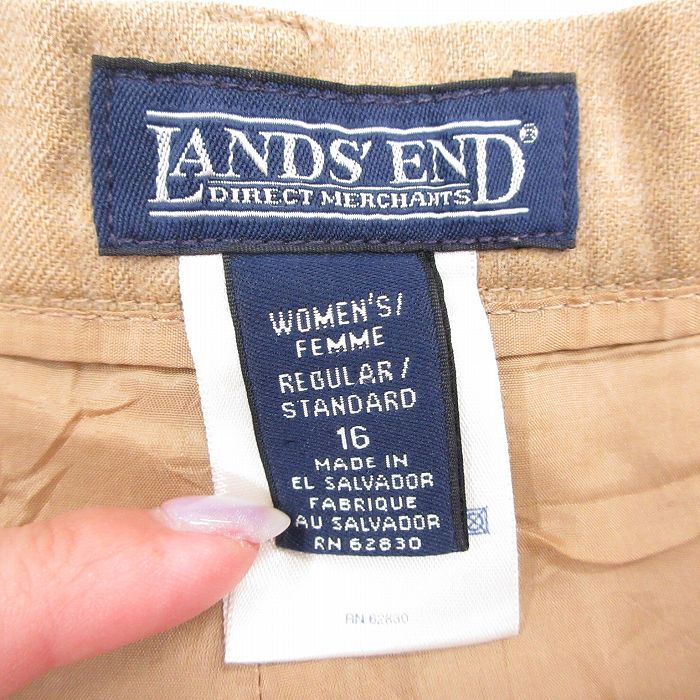 LANDS' END®
DIRECT MERCHANTS
WOMEN'S/
FEMME
REGULAR/
STANDARD
16
MADE IN
EL SALVADOR
FABRIQUE
AU SALVADOR
RN 62830
RN 62830